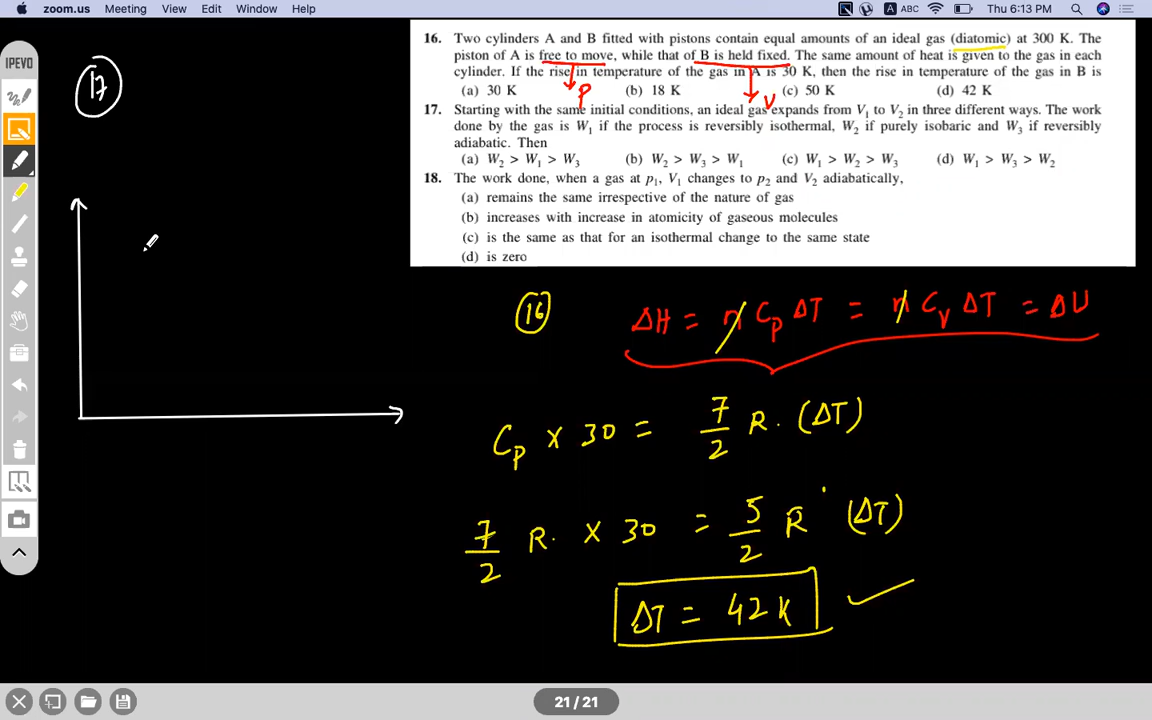 zoom.us Meeting View Edit Window Help
ABC Thu 6:13 PM
IPEVO
17
16. Two cylinders A and B fitted with pistons contain equal amounts of an ideal gas (diatomic) at 300 K. The
piston of A is free to move, while that of B is held fixed. The same amount of heat is given to the gas in each
cylinder. If the rise in temperature of the gas in A is 30 K, then the rise in temperature of the gas in B is
P V
(a) 30 K (b) 18 K (c) 50 K (d) 42 K
17. Starting with the same initial conditions, an ideal gas expands from V₁ to V₂ in three different ways. The work
done by the gas is W₁ if the process is reversibly isothermal, W₂ if purely isobaric and W₃ if reversibly
adiabatic. Then
(a) W₂ > W₁ > W₃ (b) W₂ > W₃ > W₁ (c) W₁ > W₂ > W₃ (d) W₁ > W₃ > W₂
18. The work done, when a gas at p₁, V₁ changes to p₂ and V₂ adiabatically,
(a) remains the same irrespective of the nature of gas
(b) increases with increase in atomicity of gaseous molecules
(c) is the same as that for an isothermal change to the same state
(d) is zero
16
ΔH = n Cp ΔT = n Cv ΔT = ΔU
Cp × 30 = 7/2 R. (ΔT)
7/2 R. × 30 = 5/2 R (ΔT)
ΔT = 42 K
21 / 21